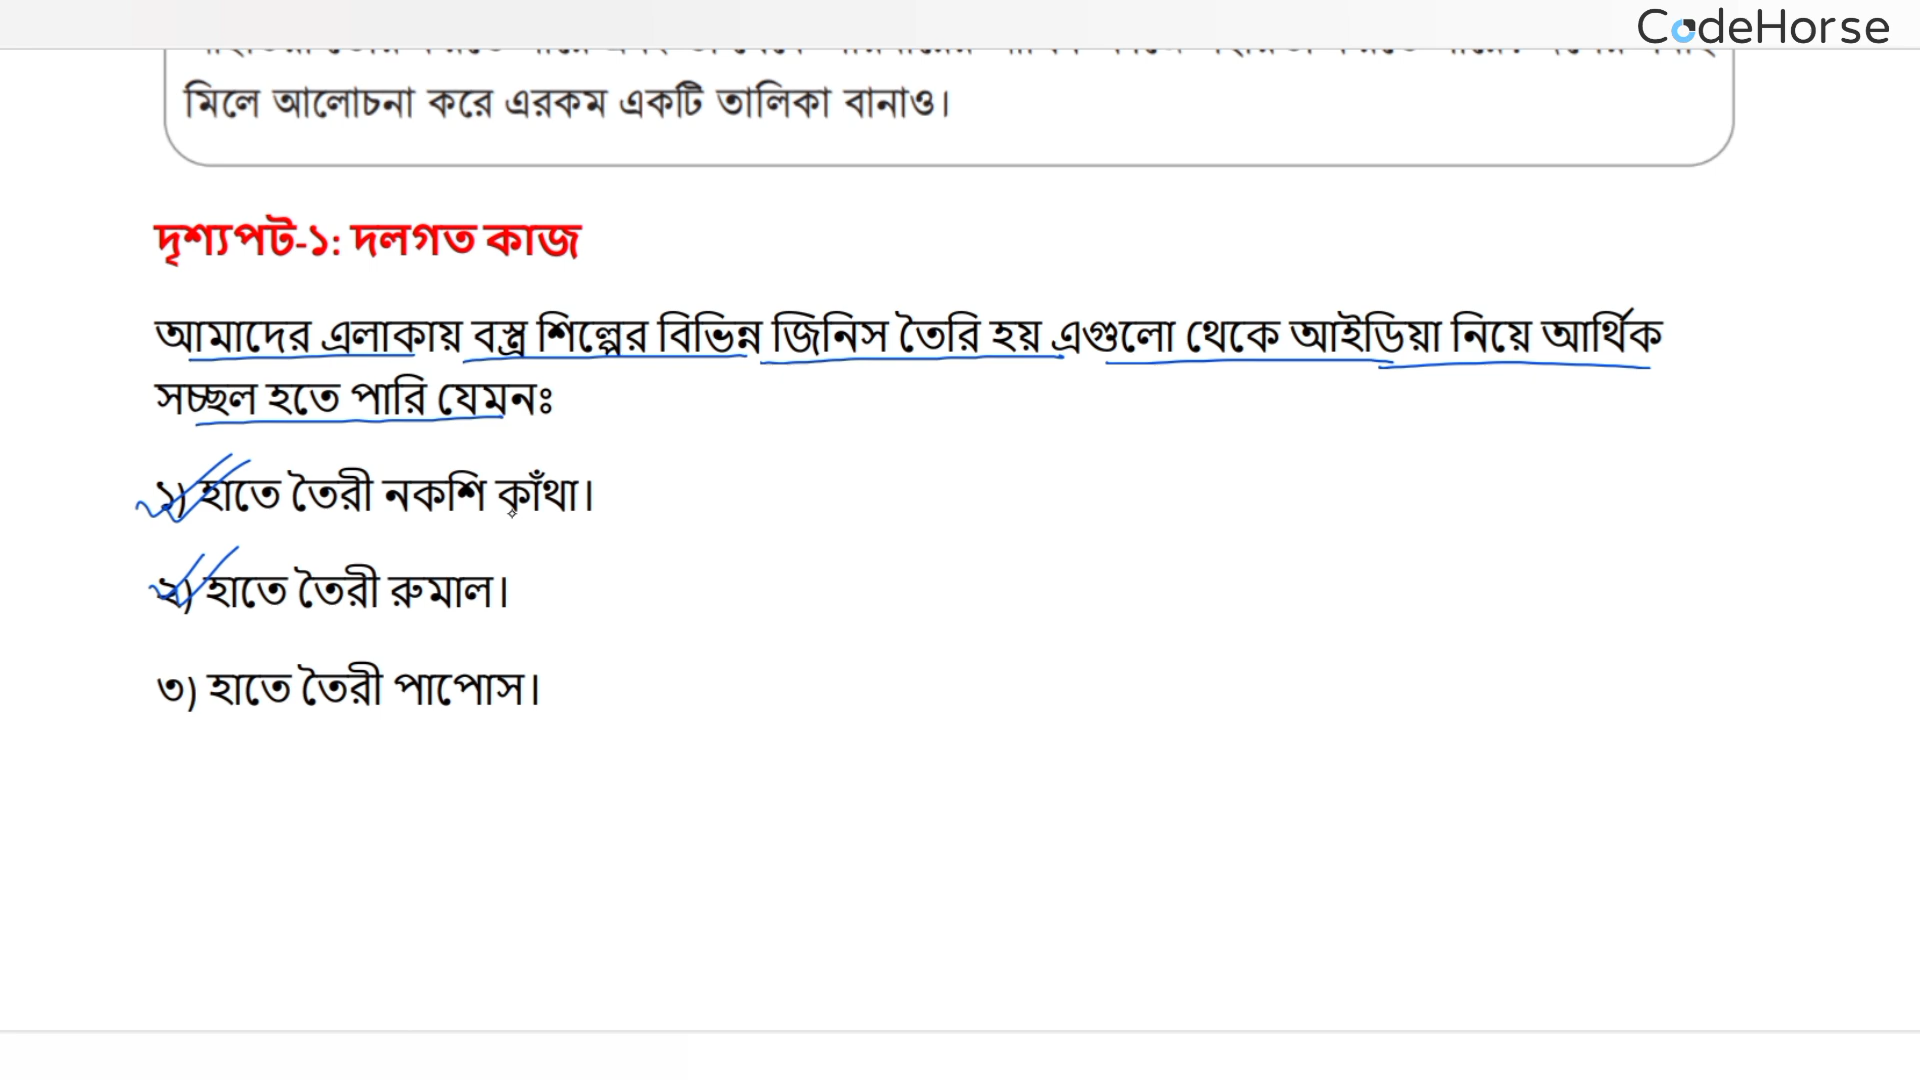 CodeHorse
মিলে আলোচনা করে এরকম একটি তালিকা বানাও।
দৃশ্যপট-১: দলগত কাজ
আমাদের এলাকায় বস্ত্র শিল্পের বিভিন্ন জিনিস তৈরি হয় এগুলো থেকে আইডিয়া নিয়ে আর্থিক
সচ্ছল হতে পারি যেমনঃ
১) হাতে তৈরী নকশি কাঁথা।
২) হাতে তৈরী রুমাল।
৩) হাতে তৈরী পাপোস।